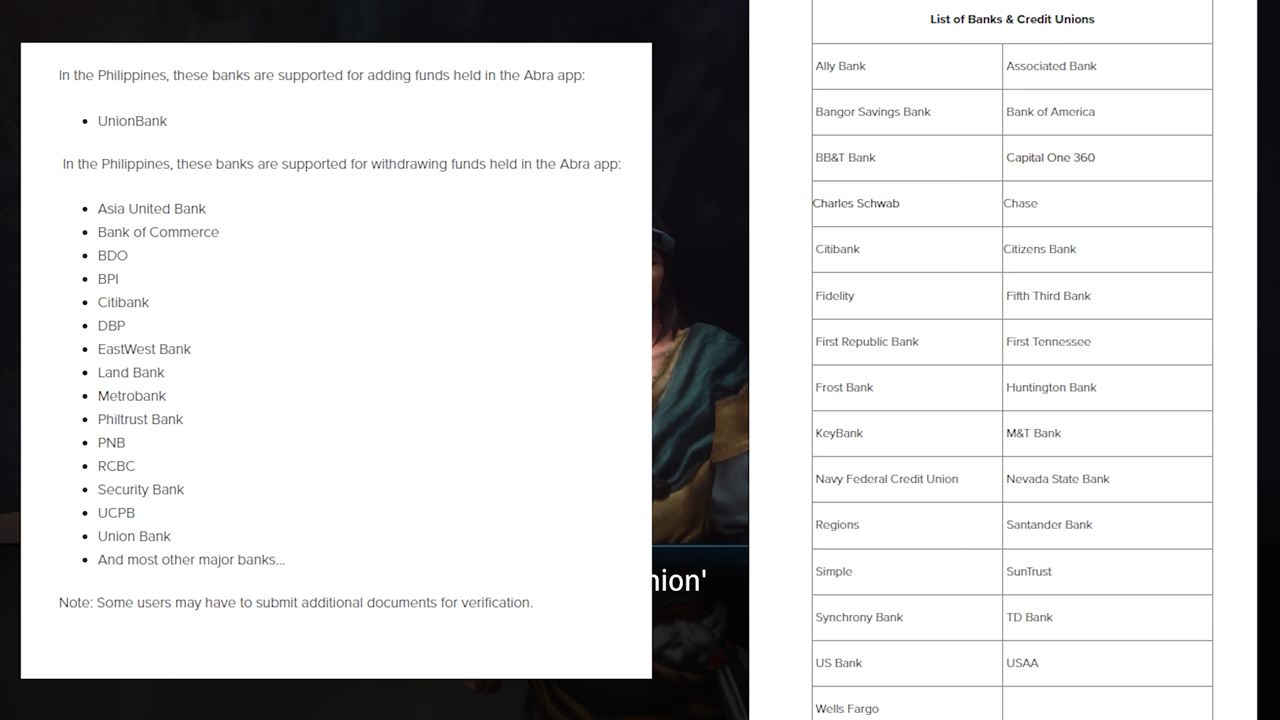 In the Philippines, these banks are supported for adding funds held in the Abra app:
UnionBank
In the Philippines, these banks are supported for withdrawing funds held in the Abra app:
Asia United Bank
Bank of Commerce
BDO
BPI
Citibank
DBP
EastWest Bank
Land Bank
Metrobank
Philtrust Bank
PNB
RCBC
Security Bank
UCPB
Union Bank
And most other major banks...
Note: Some users may have to submit additional documents for verification.
nion'
List of Banks & Credit Unions
Ally Bank Associated Bank
Bangor Savings Bank Bank of America
BB&T Bank Capital One 360
Charles Schwab Chase
Citibank Citizens Bank
Fidelity Fifth Third Bank
First Republic Bank First Tennessee
Frost Bank Huntington Bank
KeyBank M&T Bank
Navy Federal Credit Union Nevada State Bank
Regions Santander Bank
Simple SunTrust
Synchrony Bank TD Bank
US Bank USAA
Wells Fargo